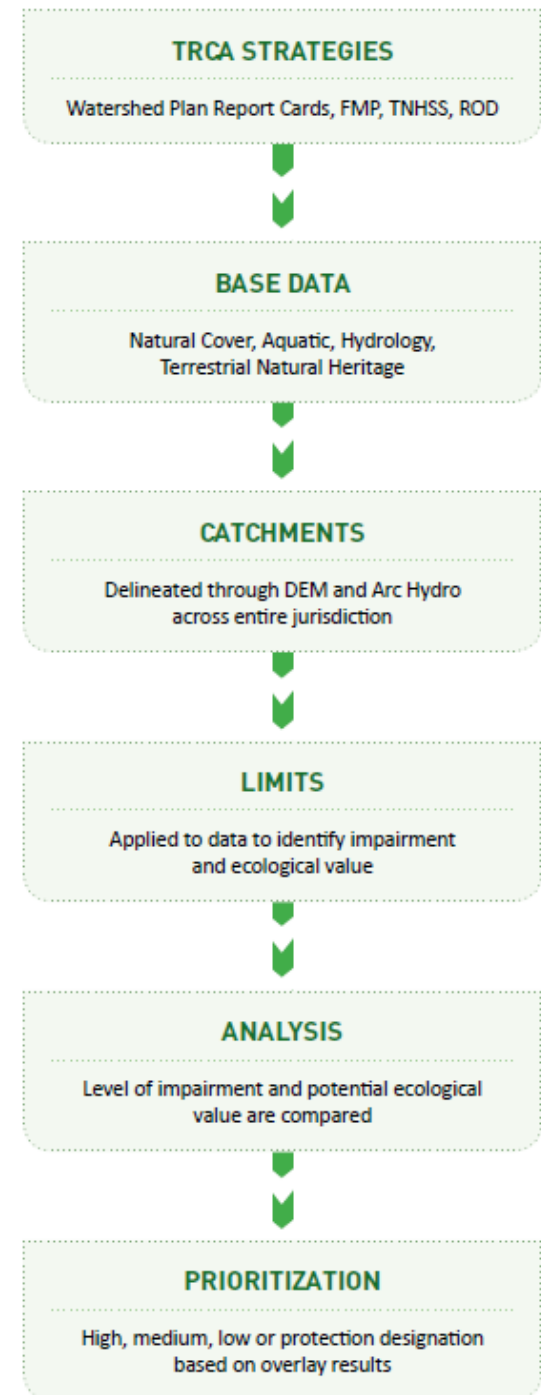 TRCA STRATEGIES
Watershed Plan Report Cards, FMP, TNHSS, ROD
BASE DATA
Natural Cover, Aquatic, Hydrology,
Terrestrial Natural Heritage
CATCHMENTS
Delineated through DEM and Arc Hydro
across entire jurisdiction
LIMITS
Applied to data to identify impairment
and ecological value
ANALYSIS
Level of impairment and potential ecological
value are compared
PRIORITIZATION
High, medium, low or protection designation
based on overlay results